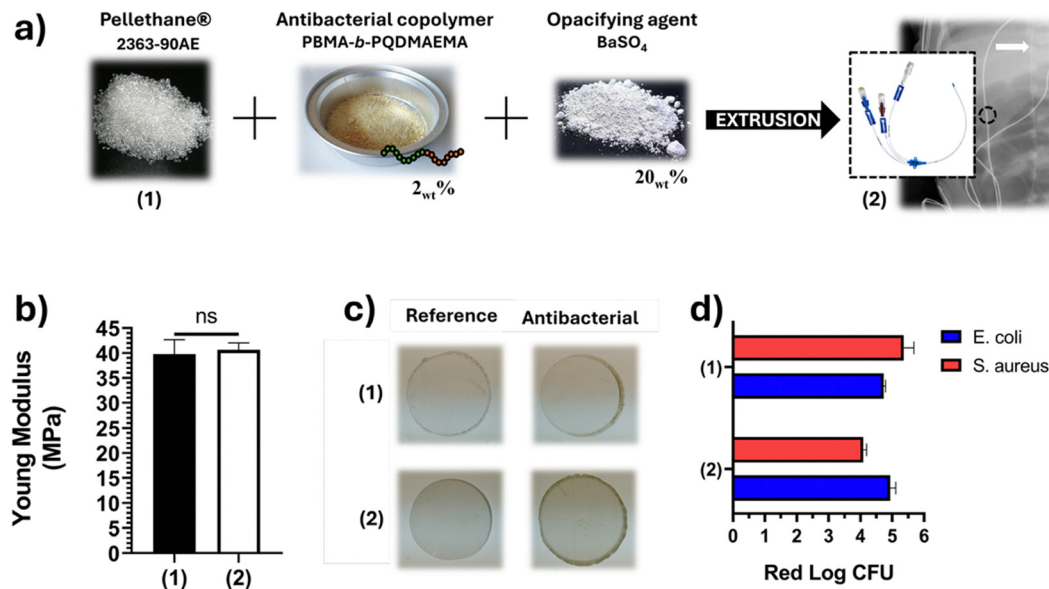 a)
Pellethane®
2363-90AE
(1)
Antibacterial copolymer
PBMA-b-PQDMAEMA
2wt%
Opacifying agent
BaSO4
20wt%
EXTRUSION
(2)
b)
ns
Young Modulus
(MPa)
45
40
35
30
25
20
15
10
5
0
(1)
(2)
c)
Reference
Antibacterial
(1)
(2)
d)
E. coli
S. aureus
(1)
(2)
0
1
2
3
4
5
6
Red Log CFU